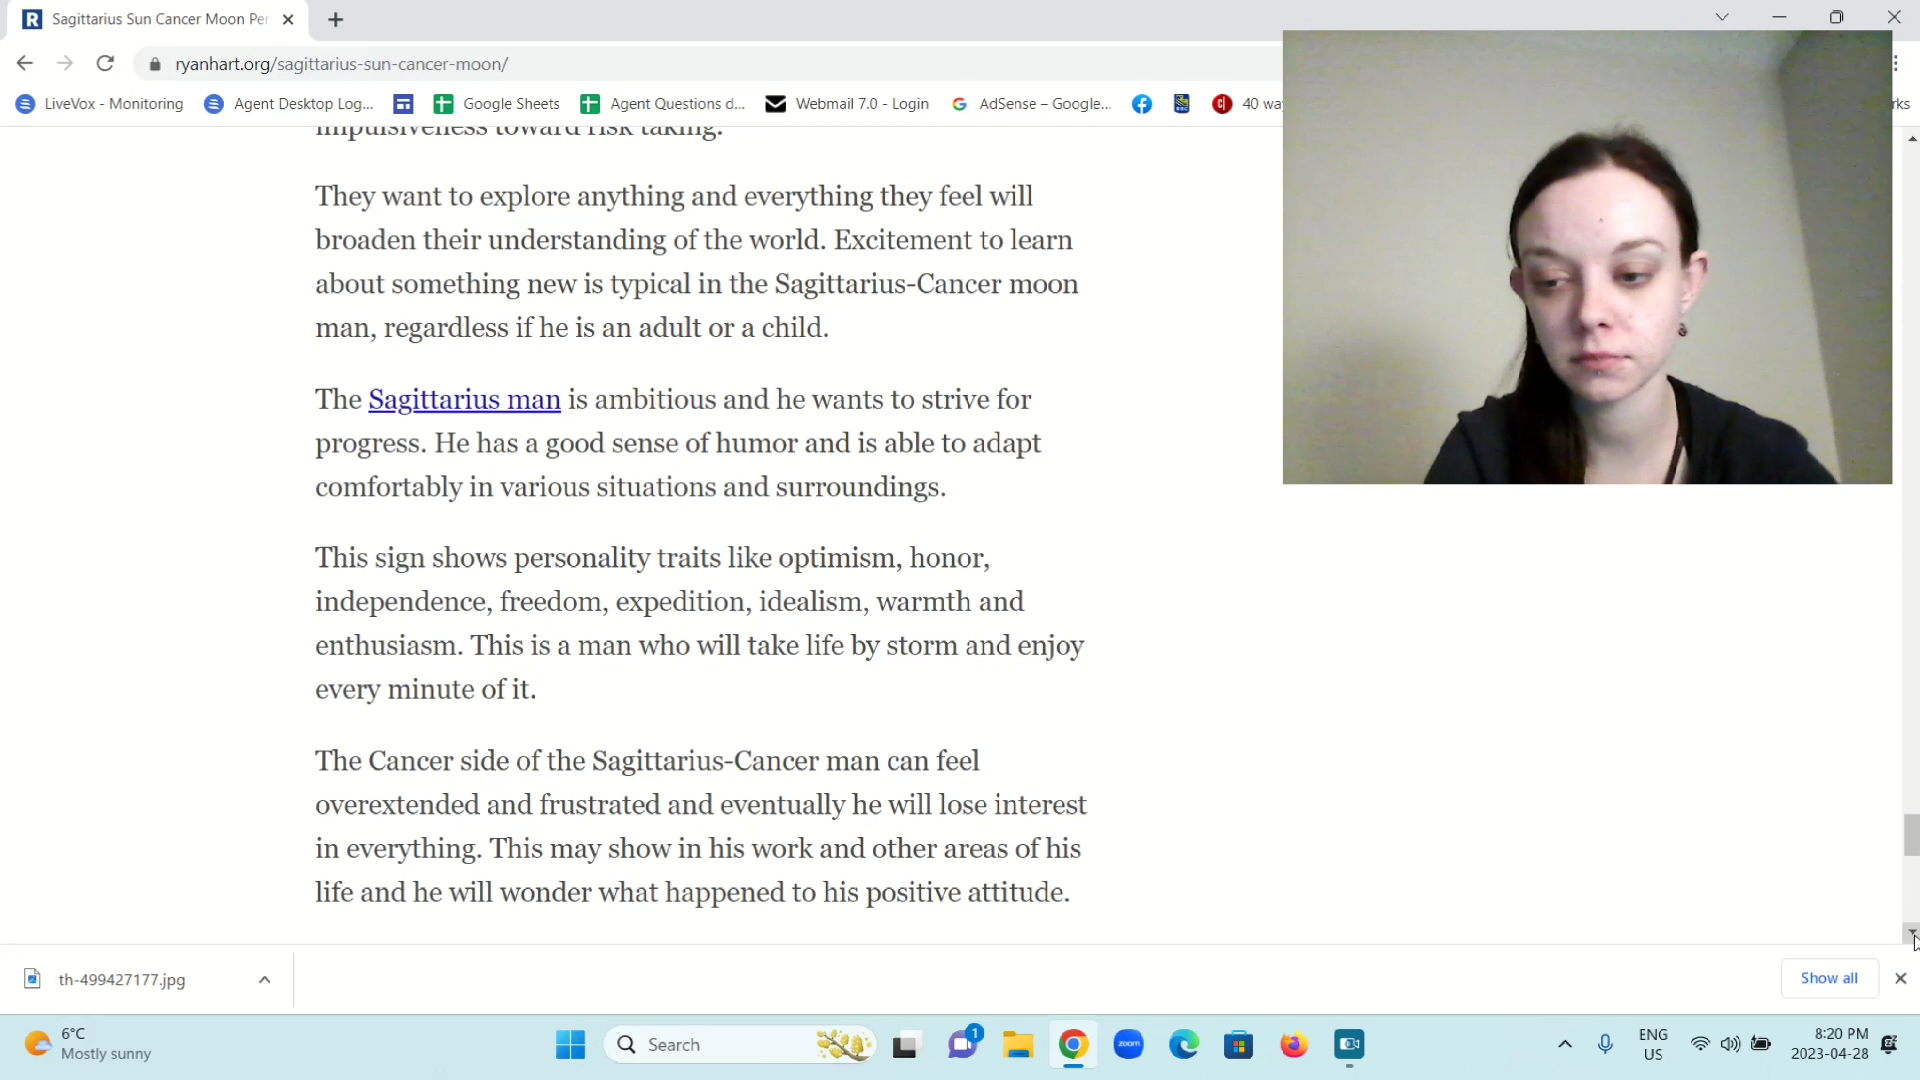 Sagittarius Sun Cancer Moon Per
ryanhart.org/sagittarius-sun-cancer-moon/
LiveVox - Monitoring
Agent Desktop Log...
Google Sheets
Agent Questions d...
Webmail 7.0 - Login
AdSense – Google...
40 wa
rks
impulsiveness toward risk taking.
They want to explore anything and everything they feel will
broaden their understanding of the world. Excitement to learn
about something new is typical in the Sagittarius-Cancer moon
man, regardless if he is an adult or a child.
The Sagittarius man is ambitious and he wants to strive for
progress. He has a good sense of humor and is able to adapt
comfortably in various situations and surroundings.
This sign shows personality traits like optimism, honor,
independence, freedom, expedition, idealism, warmth and
enthusiasm. This is a man who will take life by storm and enjoy
every minute of it.
The Cancer side of the Sagittarius-Cancer man can feel
overextended and frustrated and eventually he will lose interest
in everything. This may show in his work and other areas of his
life and he will wonder what happened to his positive attitude.
th-499427177.jpg
Show all
6°C
Mostly sunny
Search
1
zoom
ENG
US
8:20 PM
2023-04-28